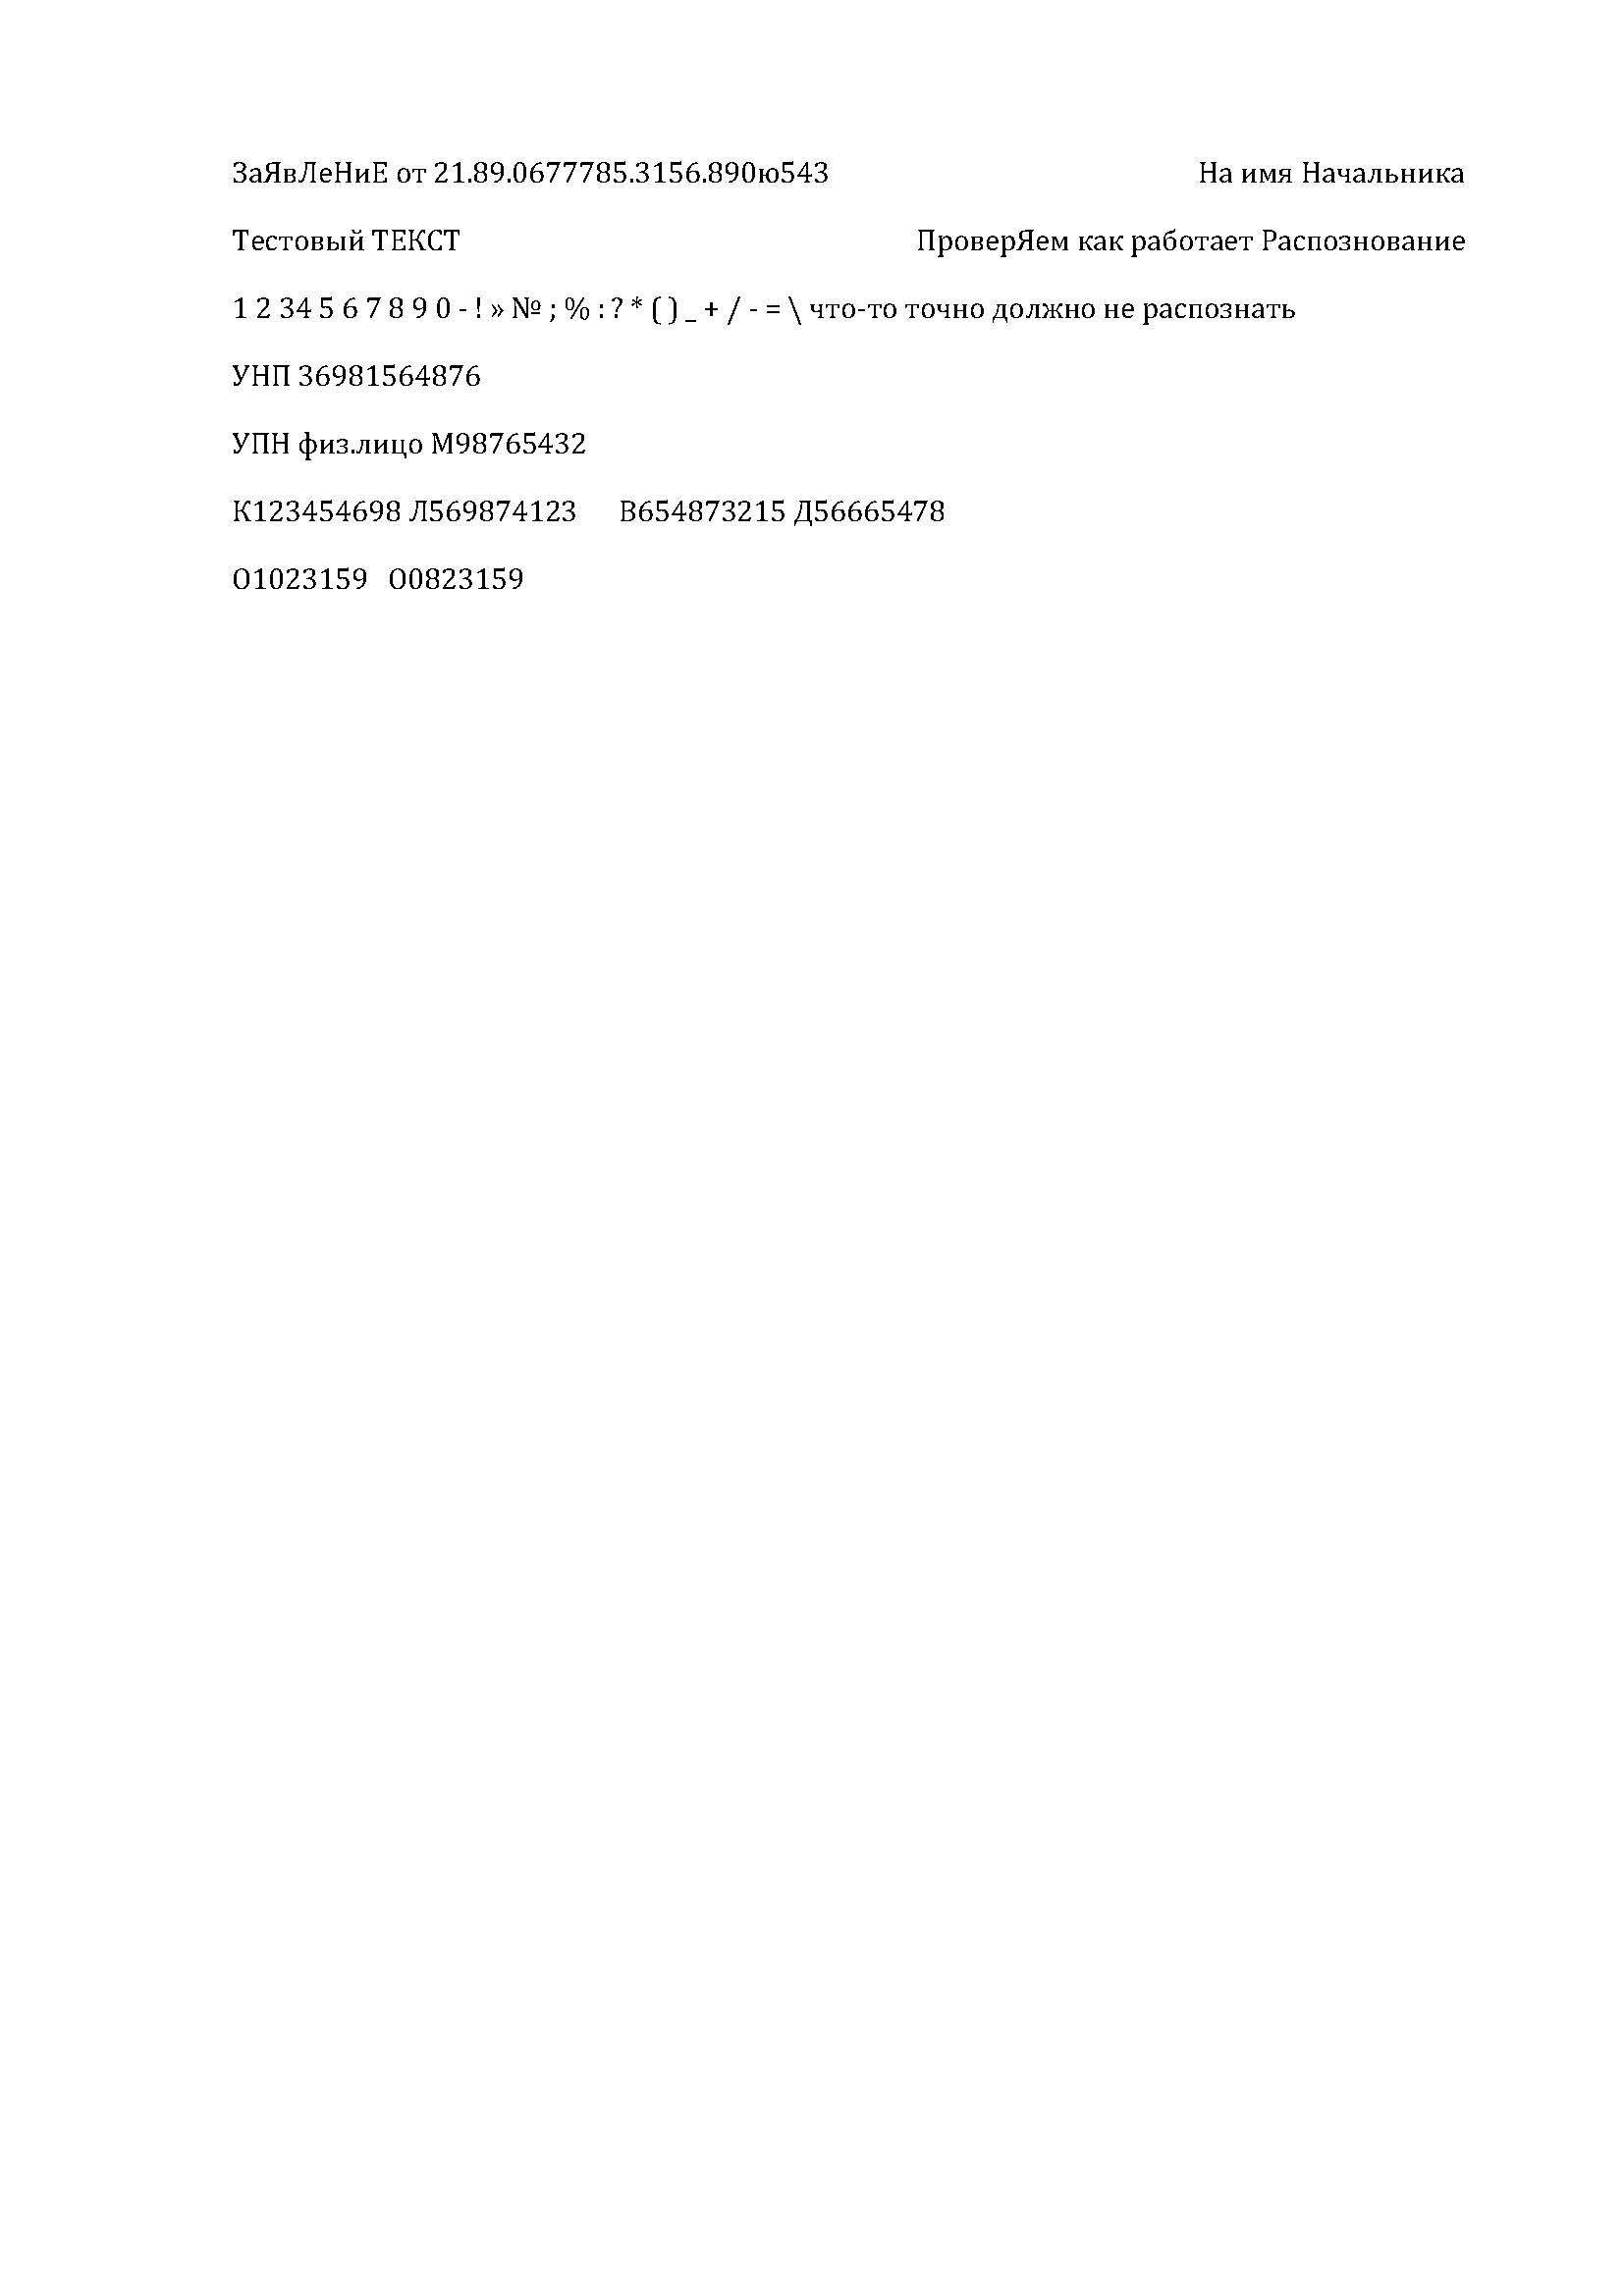 ЗаЯвЛеНиЕ от 21.89.0677785.3156.890ю543 На имя Начальника
Тестовый ТЕКСТ ПроверЯем как работает Распознование
1 2 34 5 6 7 8 9 0 - ! » № ; % : ? * ( ) _ + / - = \ что-то точно должно не распознать
УНП 36981564876
УПН физ.лицо М98765432
К123454698 Л569874123 В654873215 Д56665478
О1023159 О0823159